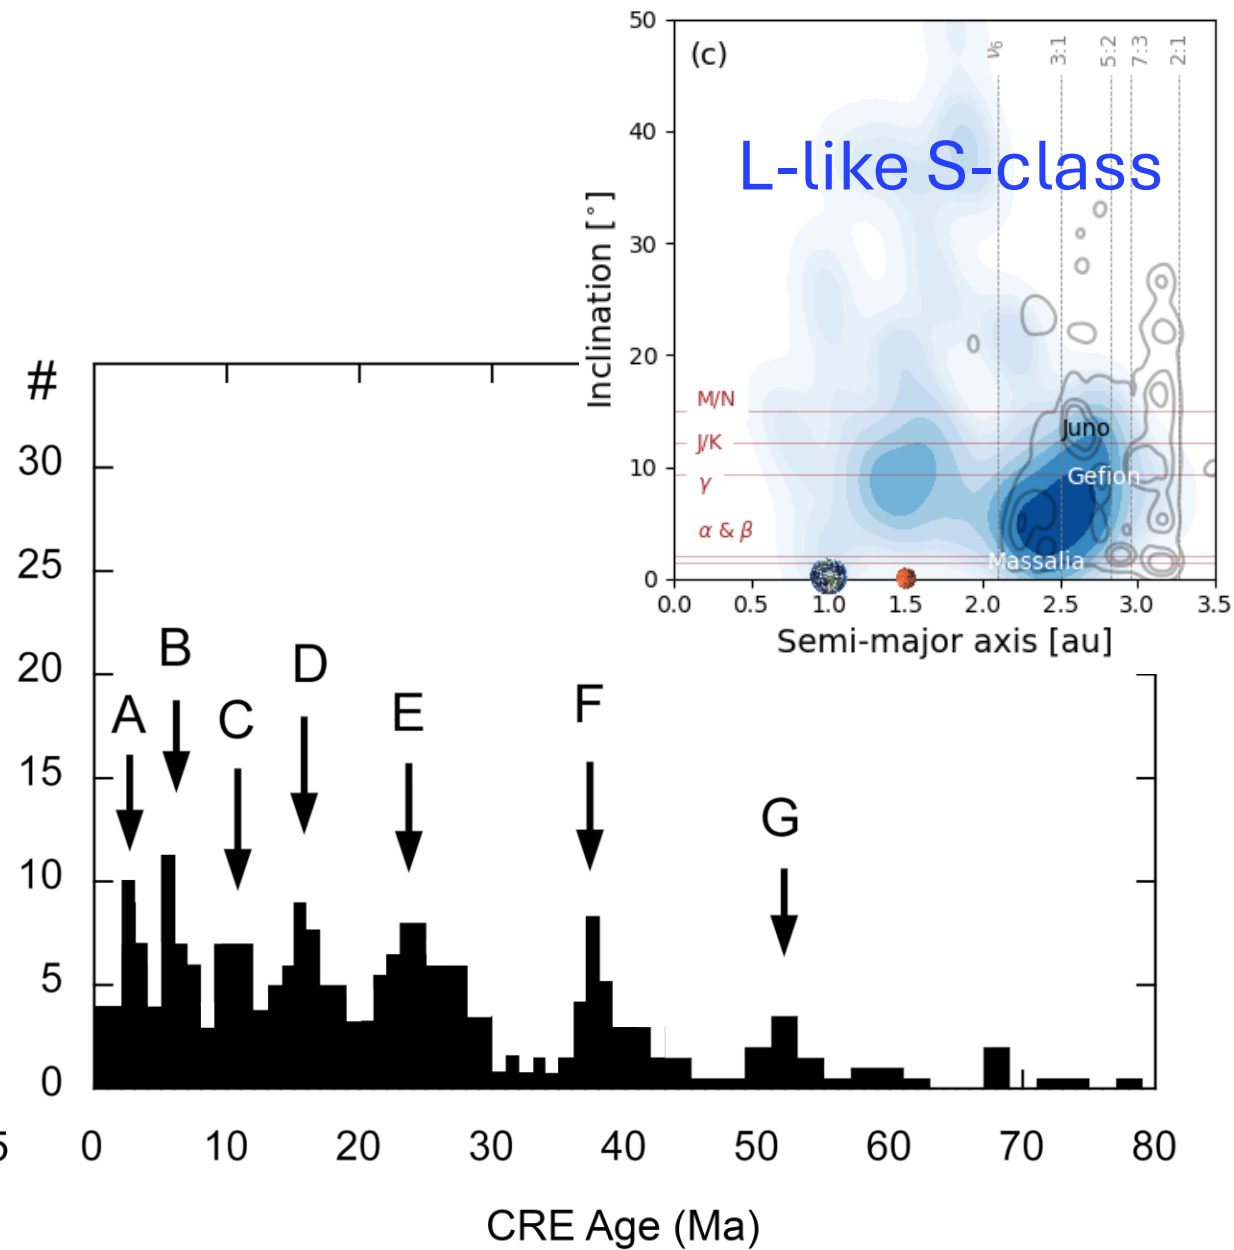 50
(c)
ν6
3:1
5:2
7:3
2:1
40
L-like S-class
30
Inclination [°]
20
M/N
Juno
J/K
10
Gefion
γ
α & β
Massalia
0
0.0 0.5 1.0 1.5 2.0 2.5 3.0 3.5
Semi-major axis [au]
#
30
25
20
15
10
5
0
A
B
C
D
E
F
G
5
0 10 20 30 40 50 60 70 80
CRE Age (Ma)